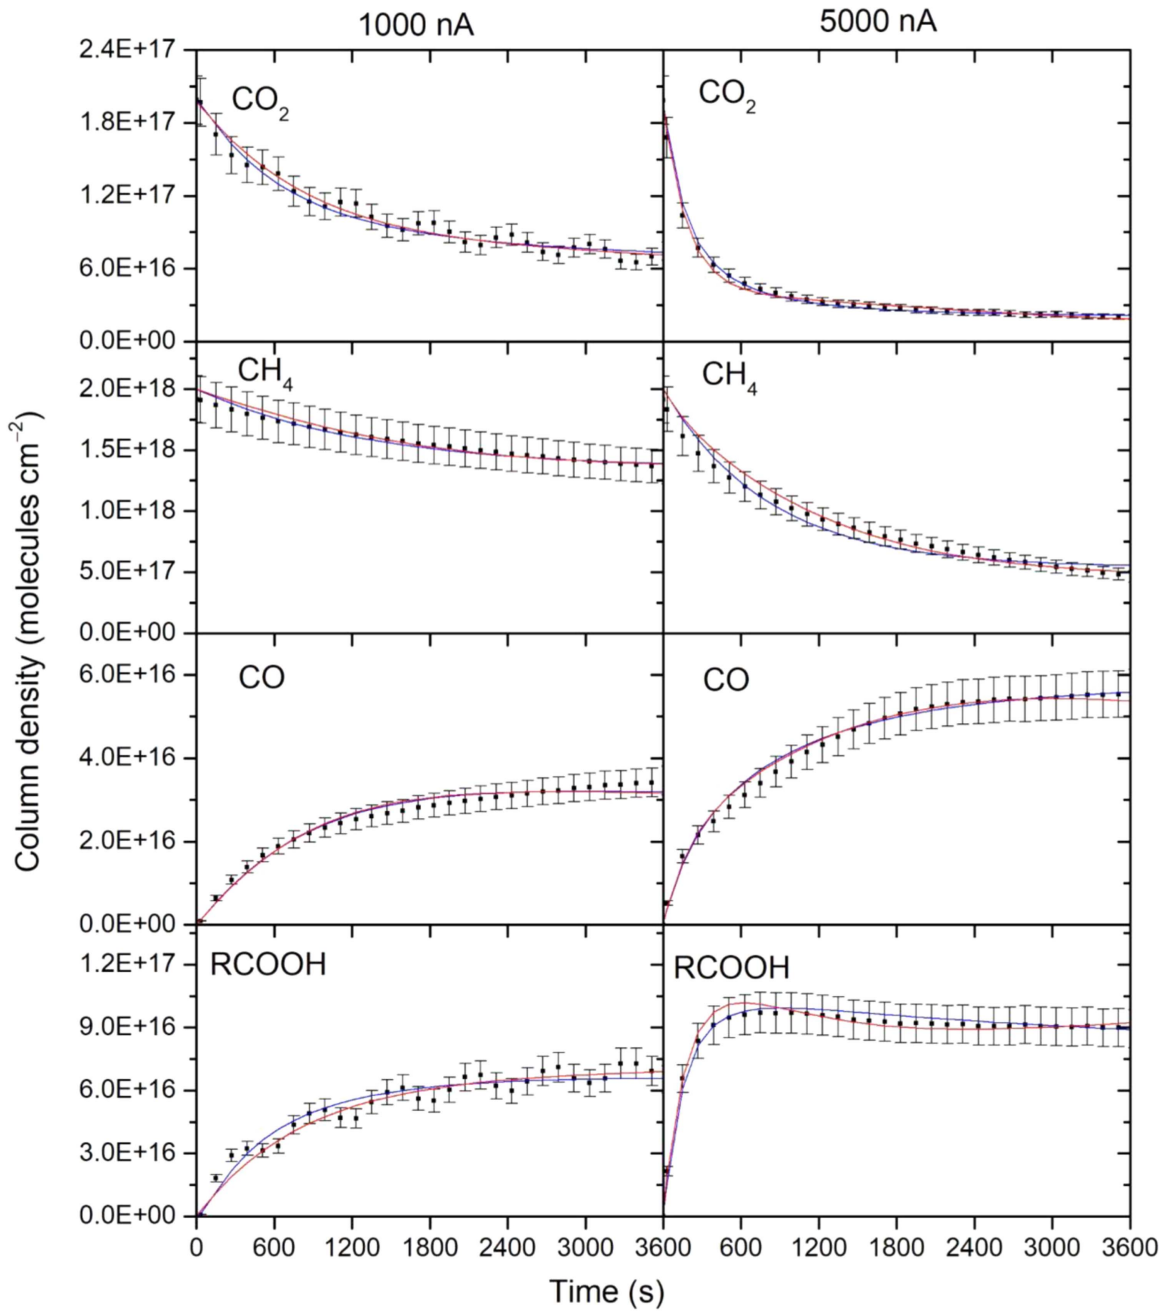 1000 nA 5000 nA
2.4E+17
CO₂ CO₂
1.8E+17
1.2E+17
6.0E+16
0.0E+00
CH₄ CH₄
2.0E+18
1.5E+18
1.0E+18
5.0E+17
0.0E+00
CO CO
6.0E+16
4.0E+16
2.0E+16
0.0E+00
RCOOH RCOOH
1.2E+17
9.0E+16
6.0E+16
3.0E+16
0.0E+00
0 600 1200 1800 2400 3000 3600 600 1200 1800 2400 3000 3600
Time (s)
Column density (molecules cm⁻²)